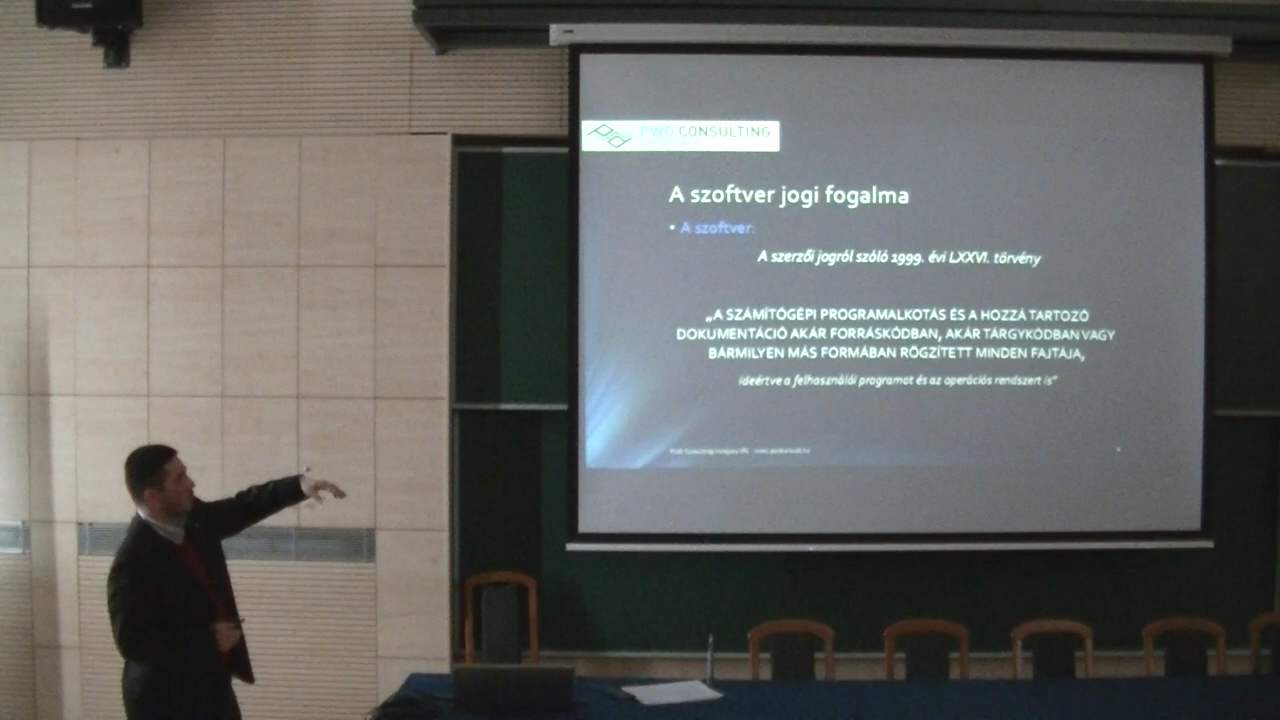 PWD CONSULTING
A szoftver jogi fogalma
• A szoftver:
A szerzői jogról szóló 1999. évi LXXVI. törvény
„A SZÁMÍTÓGÉPI PROGRAMALKOTÁS ÉS A HOZZÁ TARTOZÓ
DOKUMENTÁCIÓ AKÁR FORRÁSKÓDBAN, AKÁR TÁRGYKÓDBAN VAGY
BÁRMILYEN MÁS FORMÁBAN RÖGZÍTETT MINDEN FAJTÁJA,
ideértve a felhasználói programot és az operációs rendszert is”